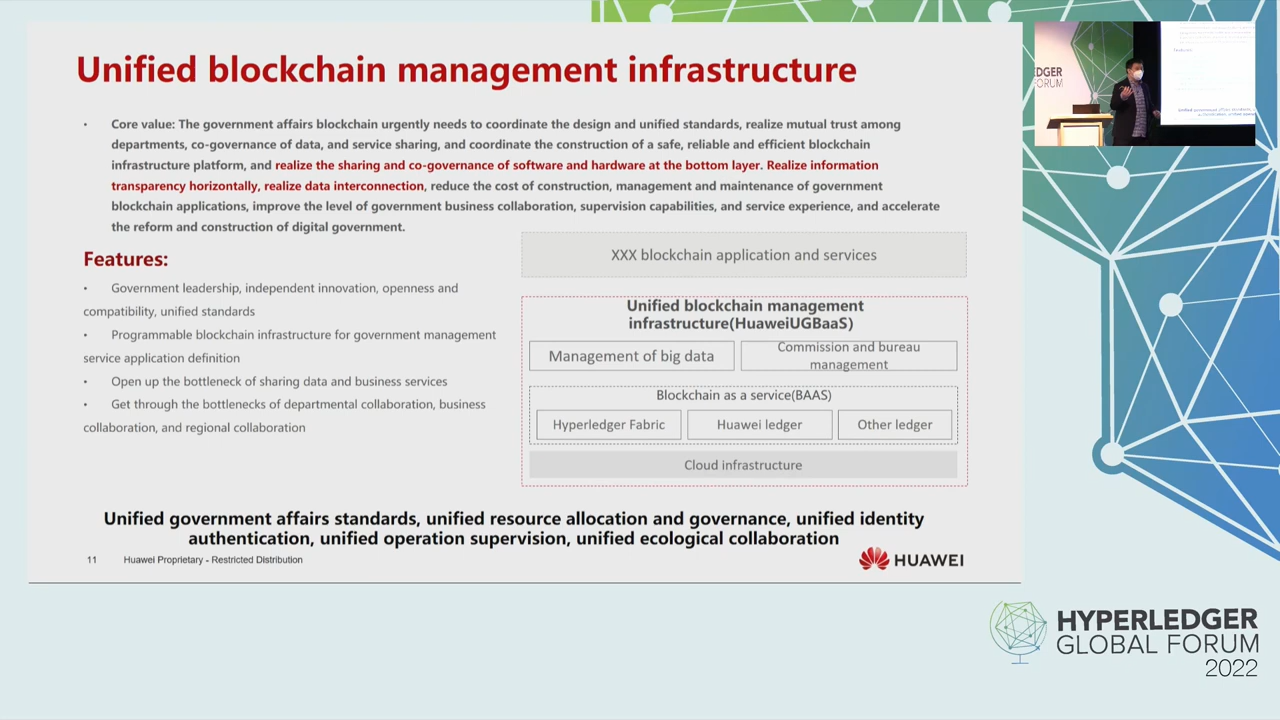 Unified blockchain management infrastructure
• Core value: The government affairs blockchain urgently needs to coordinate the design and unified standards, realize mutual trust among
departments, co-governance of data, and service sharing, and coordinate the construction of a safe, reliable and efficient blockchain
infrastructure platform, and realize the sharing and co-governance of software and hardware at the bottom layer. Realize information
transparency horizontally, realize data interconnection, reduce the cost of construction, management and maintenance of government
blockchain applications, improve the level of government business collaboration, supervision capabilities, and service experience, and accelerate
the reform and construction of digital government.
Features:
• Government leadership, independent innovation, openness and
compatibility, unified standards
• Programmable blockchain infrastructure for government management
service application definition
• Open up the bottleneck of sharing data and business services
• Get through the bottlenecks of departmental collaboration, business
collaboration, and regional collaboration
XXX blockchain application and services
Unified blockchain management
infrastructure(HuaweiUGBaaS)
Management of big data
Commission and bureau
management
Blockchain as a service(BAAS)
Hyperledger Fabric
Huawei ledger
Other ledger
Cloud infrastructure
Unified government affairs standards, unified resource allocation and governance, unified identity
authentication, unified operation supervision, unified ecological collaboration
11 Huawei Proprietary - Restricted Distribution
HUAWEI
EDGER
FORUM
HYPERLEDGER
GLOBAL FORUM
2022